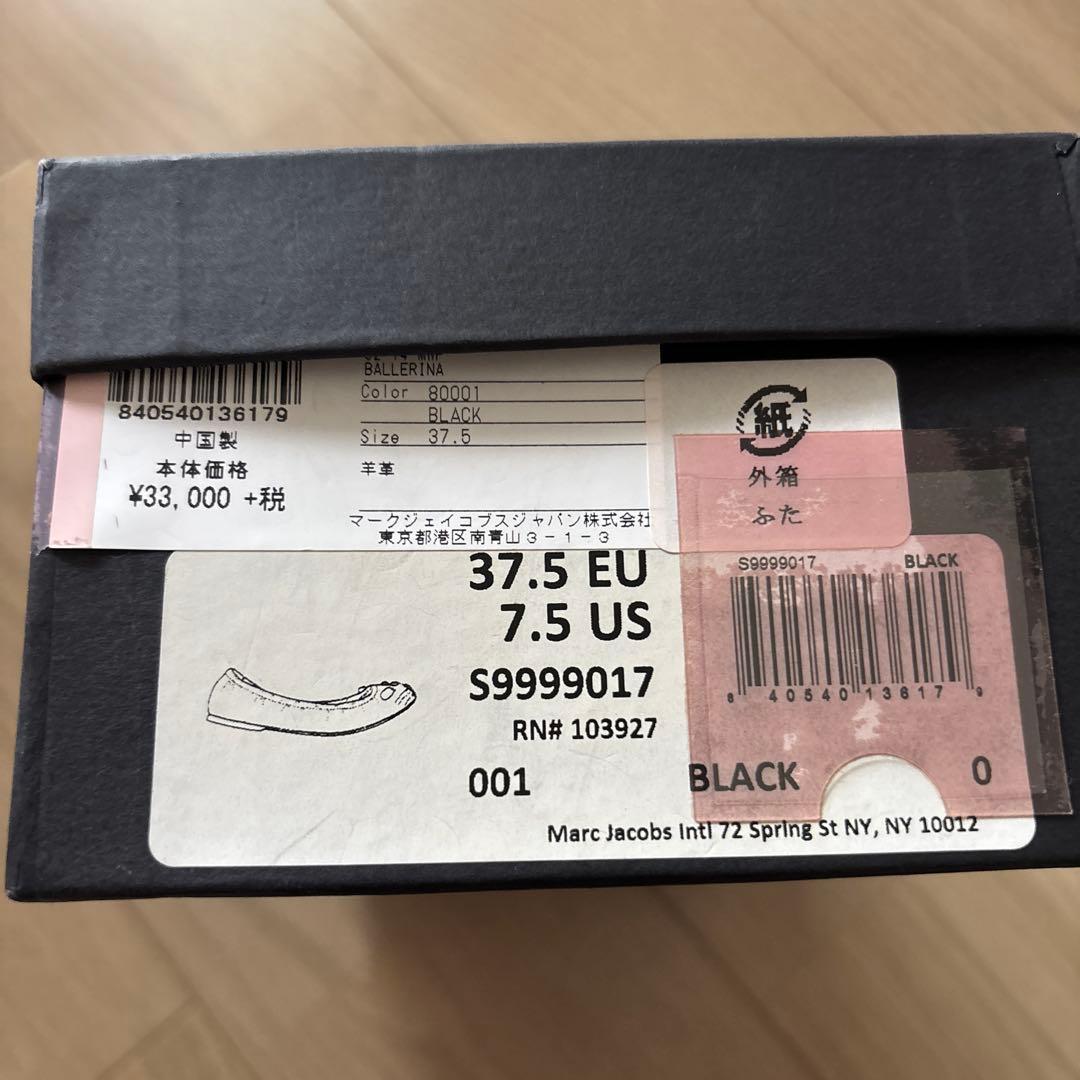 BALLERINA
Color 80001
BLACK
Size 37.5
羊革
840540136179
中国製
本体価格
¥33,000 +税
マークジェイコブスジャパン株式会社
東京都港区南青山3-1-3
紙
外箱
ふた
37.5 EU
7.5 US
S9999017
RN# 103927
001
BLACK
0
S9999017 BLACK
8 40540 13617 9
Marc Jacobs Intl 72 Spring St NY, NY 10012